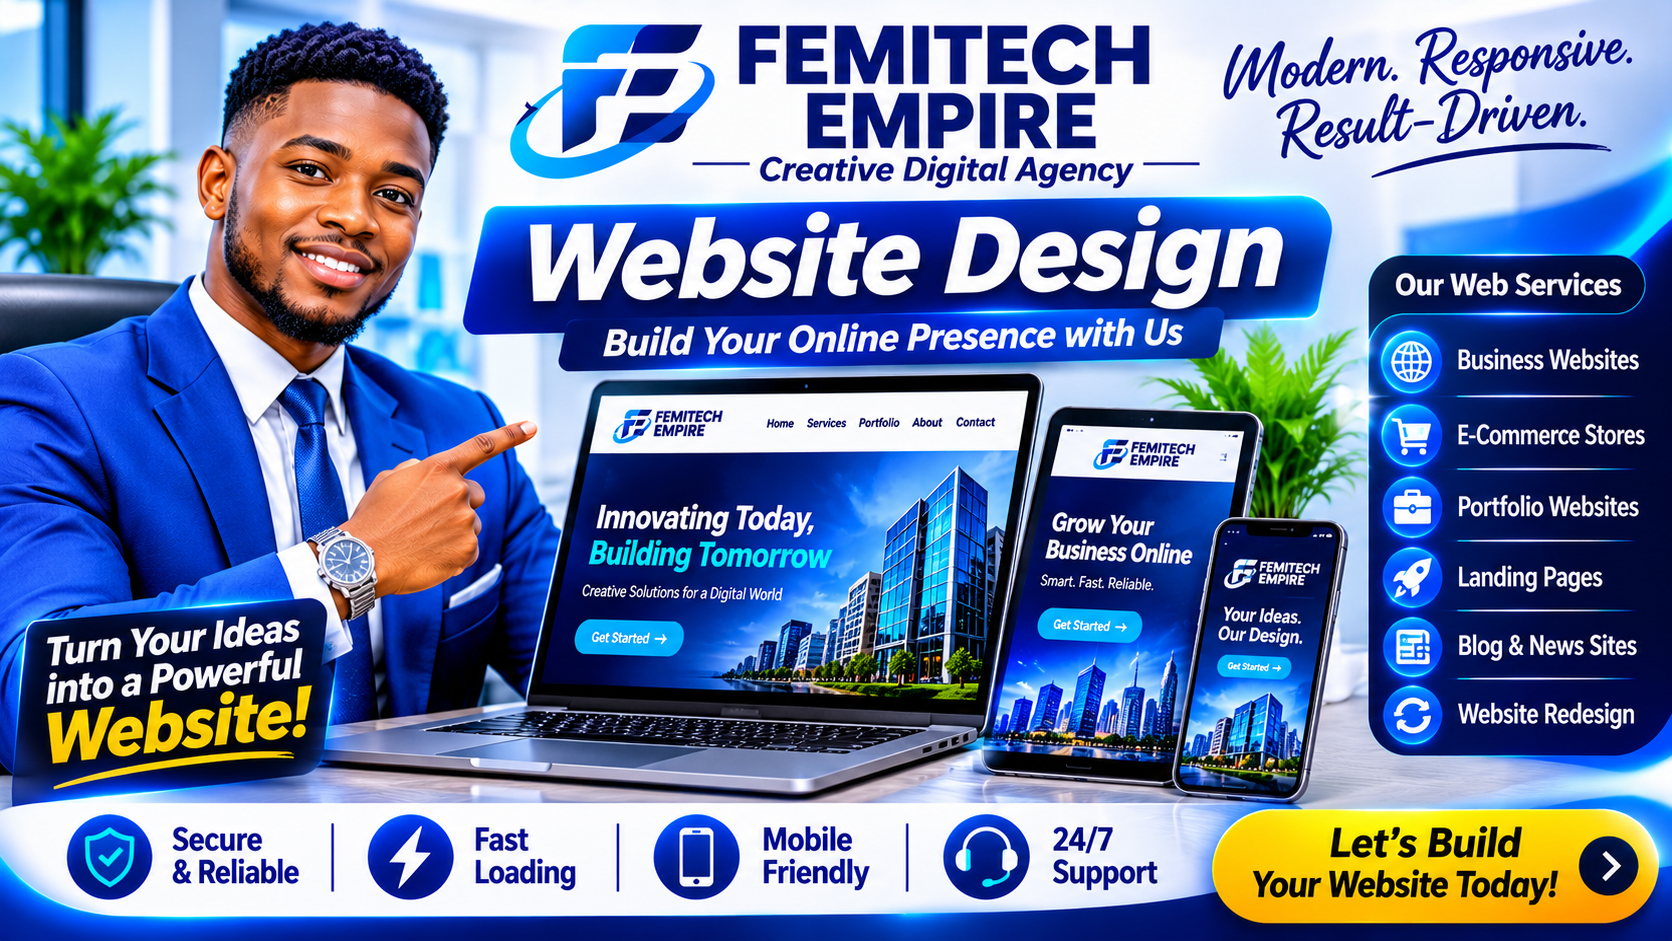 FEMITECH
EMPIRE
Creative Digital Agency
Modern. Responsive.
Result-Driven.
Website Design
Build Your Online Presence with Us
FEMITECH
EMPIRE
Home Services Portfolio About Contact
Innovating Today,
Building Tomorrow
Creative Solutions for a Digital World
Get Started →
FEMITECH
EMPIRE
Grow Your
Business Online
Smart. Fast. Reliable.
Get Started →
FEMITECH
EMPIRE
Your Ideas.
Our Design.
Get Started →
Our Web Services
Business Websites
E-Commerce Stores
Portfolio Websites
Landing Pages
Blog & News Sites
Website Redesign
Turn Your Ideas
into a Powerful
Website!
Secure
& Reliable
Fast
Loading
Mobile
Friendly
24/7
Support
Let's Build
Your Website Today!